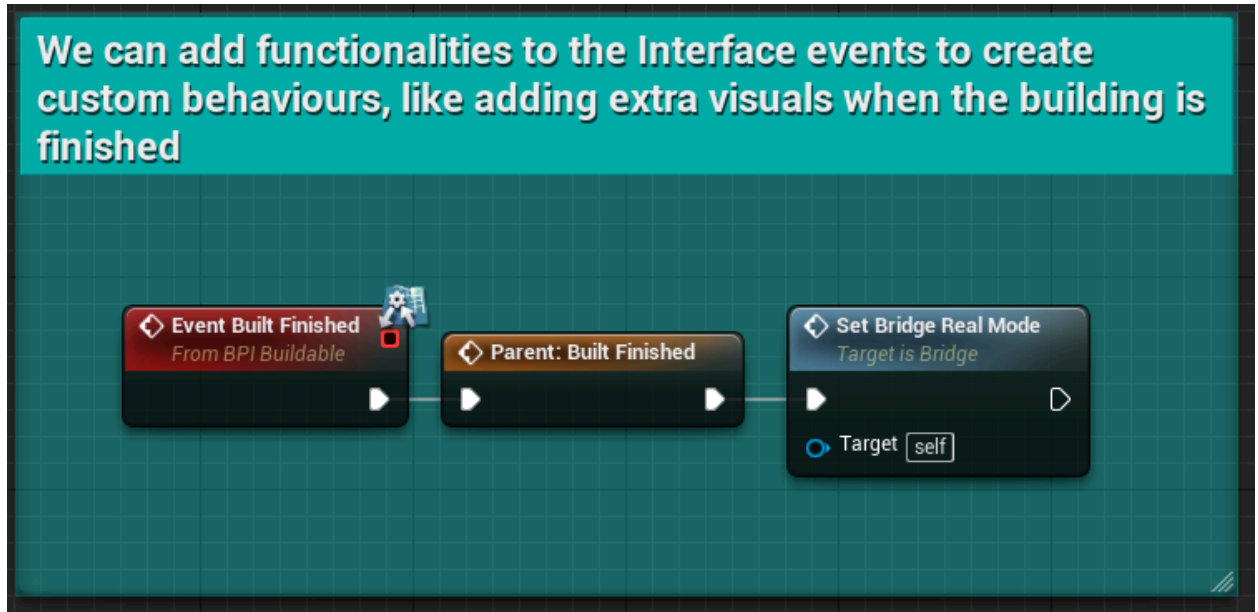 We can add functionalities to the Interface events to create
custom behaviours, like adding extra visuals when the building is
finished
Event Built Finished
From BPI Buildable
Parent: Built Finished
Set Bridge Real Mode
Target is Bridge
Target self